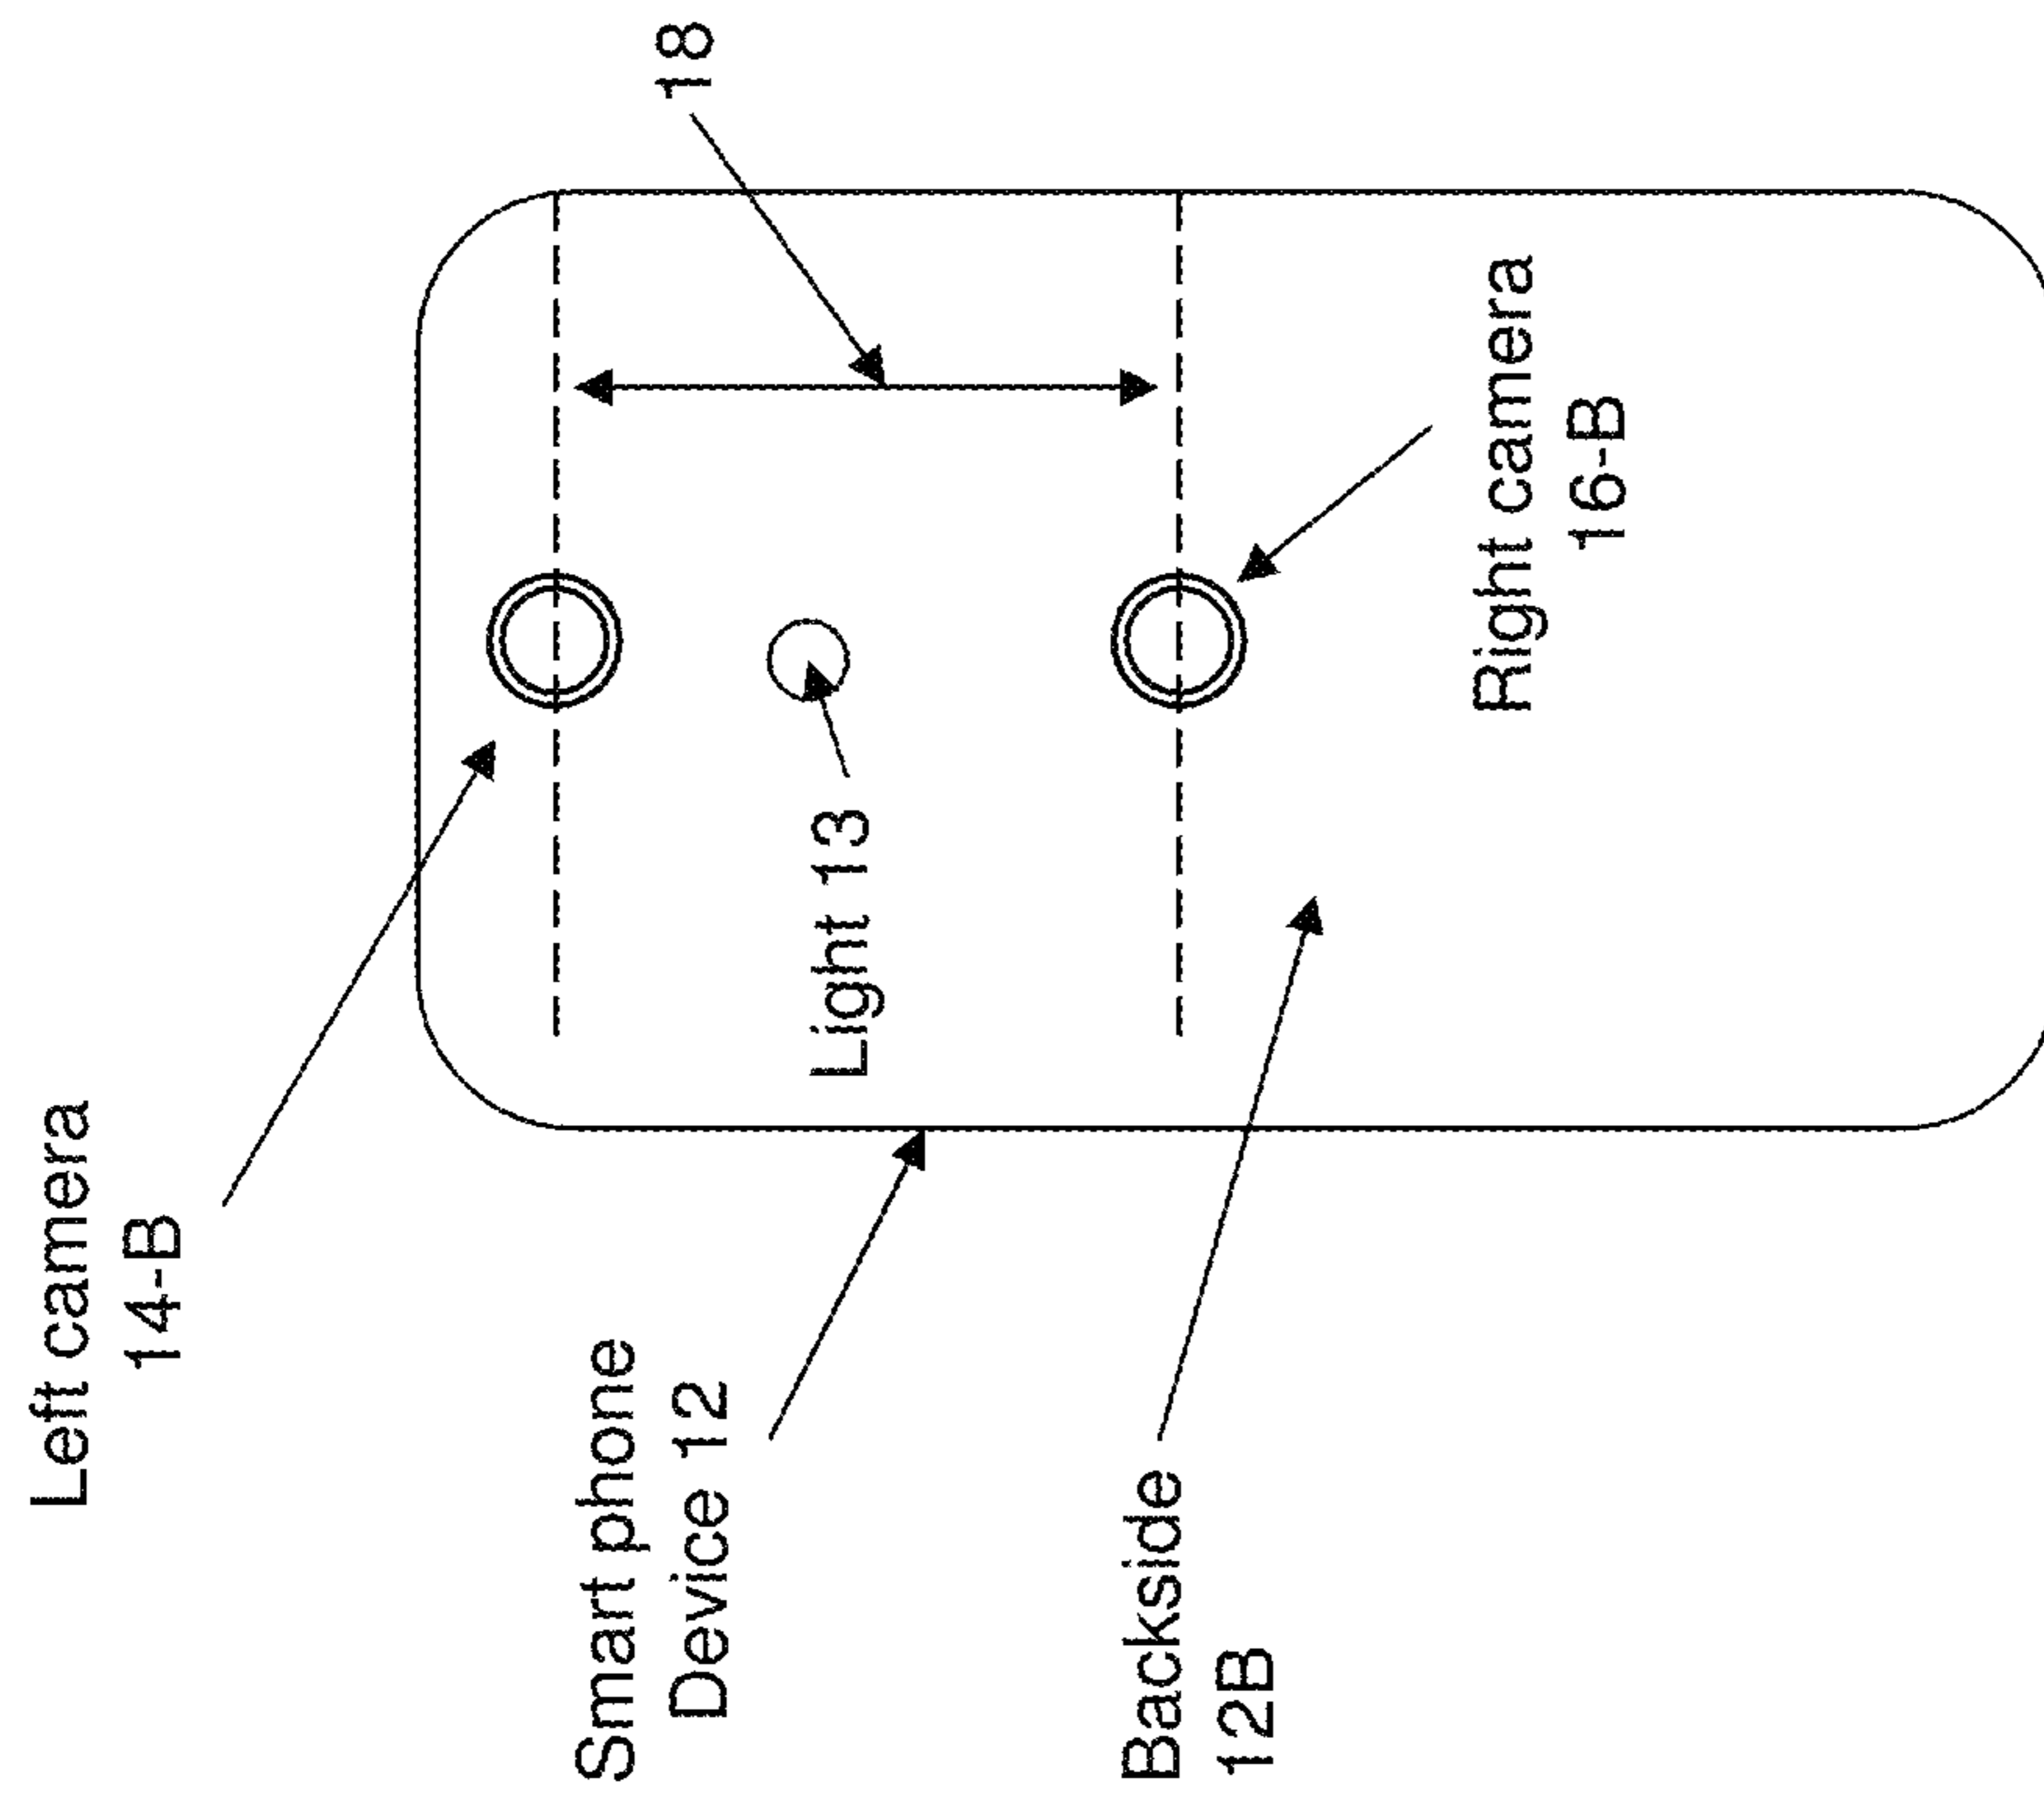 Left camera
14-B
Smart phone
Device 12
18
Light 13
Backside
12B
Right camera
16-B